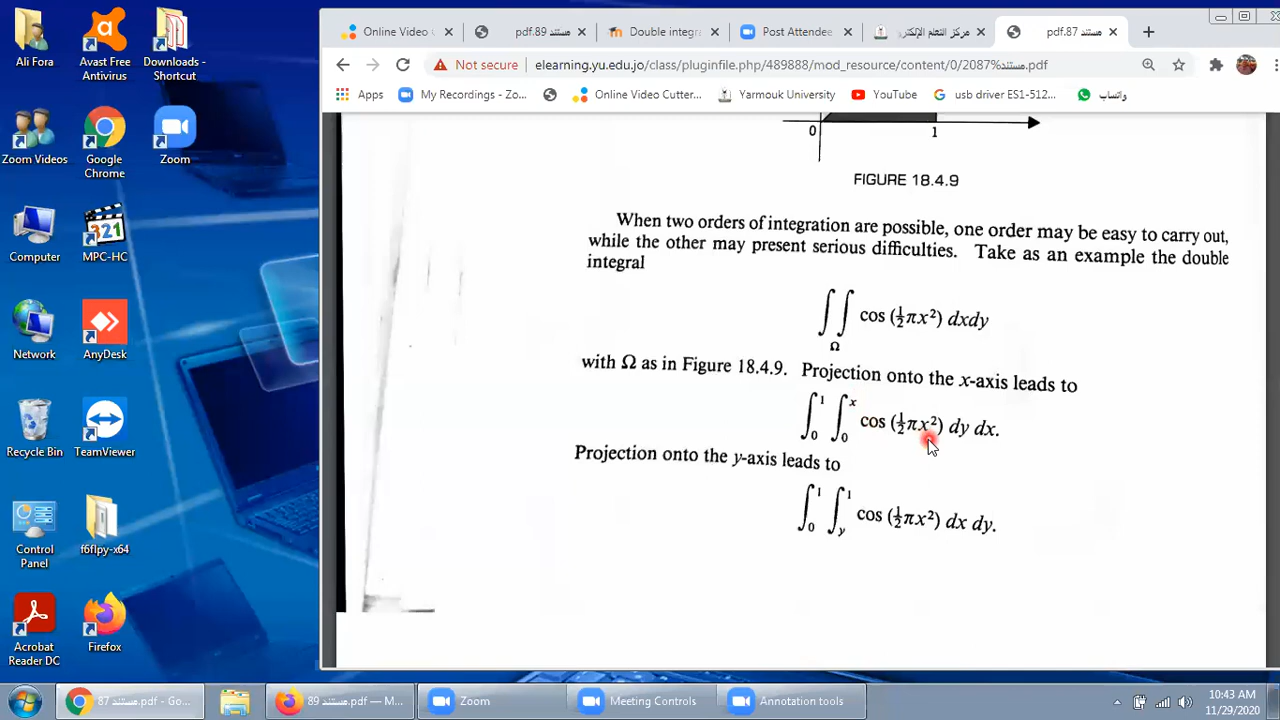 Ali Fora
Avast Free
Antivirus
Downloads -
Shortcut
Zoom Videos
Google
Chrome
Zoom
Computer
MPC-HC
321
Network
AnyDesk
Recycle Bin
TeamViewer
Control
Panel
f6flpy-x64
Acrobat
Reader DC
Firefox
Online Video
مستند 89.pdf
Double integr
Post Attendee
مركز التعلم الإلكترو
مستند 87.pdf
Not secure
elearning.yu.edu.jo/class/pluginfile.php/489888/mod_resource/content/0/2087%مستند.pdf
Apps
My Recordings - Zo...
Online Video Cutter...
Yarmouk University
YouTube
usb driver ES1-512...
واتساب
0 1
FIGURE 18.4.9
When two orders of integration are possible, one order may be easy to carry out,
while the other may present serious difficulties. Take as an example the double
integral
∫∫Ω cos (½πx²) dxdy
with Ω as in Figure 18.4.9. Projection onto the x-axis leads to
∫₀¹ ∫₀ˣ cos (½πx²) dy dx.
Projection onto the y-axis leads to
∫₀¹ ∫_y¹ cos (½πx²) dx dy.
مستند 87.pdf - Go...
مستند 89.pdf — M...
Zoom
Meeting Controls
Annotation tools
10:43 AM
11/29/2020